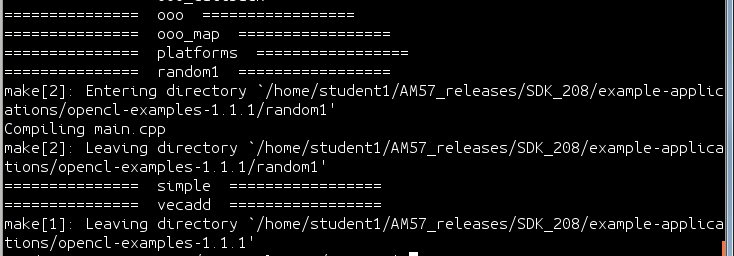 ===============  ooo  =================
===============  ooo_map  =================
===============  platforms  =================
===============  random1  =================
make[2]: Entering directory `/home/student1/AM57_releases/SDK_208/example-applic
ations/opencl-examples-1.1.1/random1'
Compiling main.cpp
make[2]: Leaving directory `/home/student1/AM57_releases/SDK_208/example-applica
tions/opencl-examples-1.1.1/random1'
===============  simple  =================
===============  vecadd  =================
make[1]: Leaving directory `/home/student1/AM57_releases/SDK_208/example-applica
tions/opencl-examples-1.1.1'